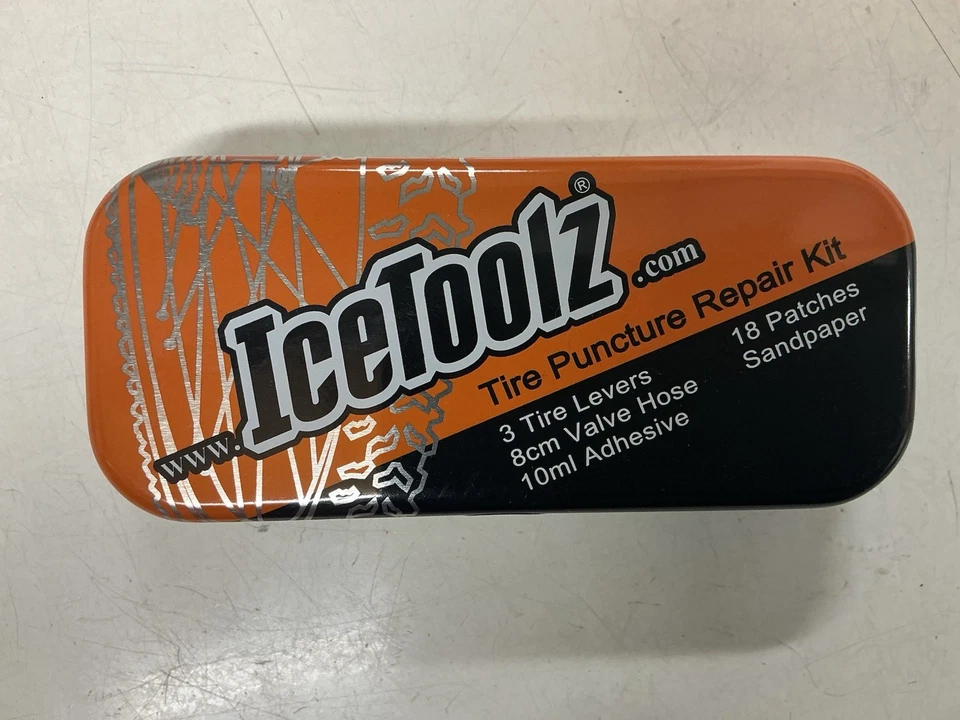 www.IceToolz®.com
Tire Puncture Repair Kit
3 Tire Levers
8cm Valve Hose
10ml Adhesive
18 Patches
Sandpaper